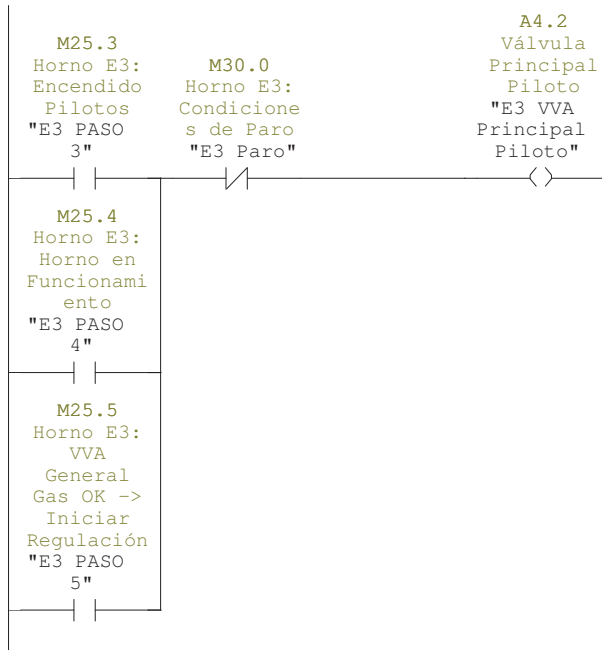 M25.3
Horno E3:
Encendido
Pilotos
"E3 PASO
3"
M30.0
Horno E3:
Condicione
s de Paro
"E3 Paro"
A4.2
Válvula
Principal
Piloto
"E3 VVA
Principal
Piloto"
M25.4
Horno E3:
Horno en
Funcionami
ento
"E3 PASO
4"
M25.5
Horno E3:
VVA
General
Gas OK ->
Iniciar
Regulación
"E3 PASO
5"